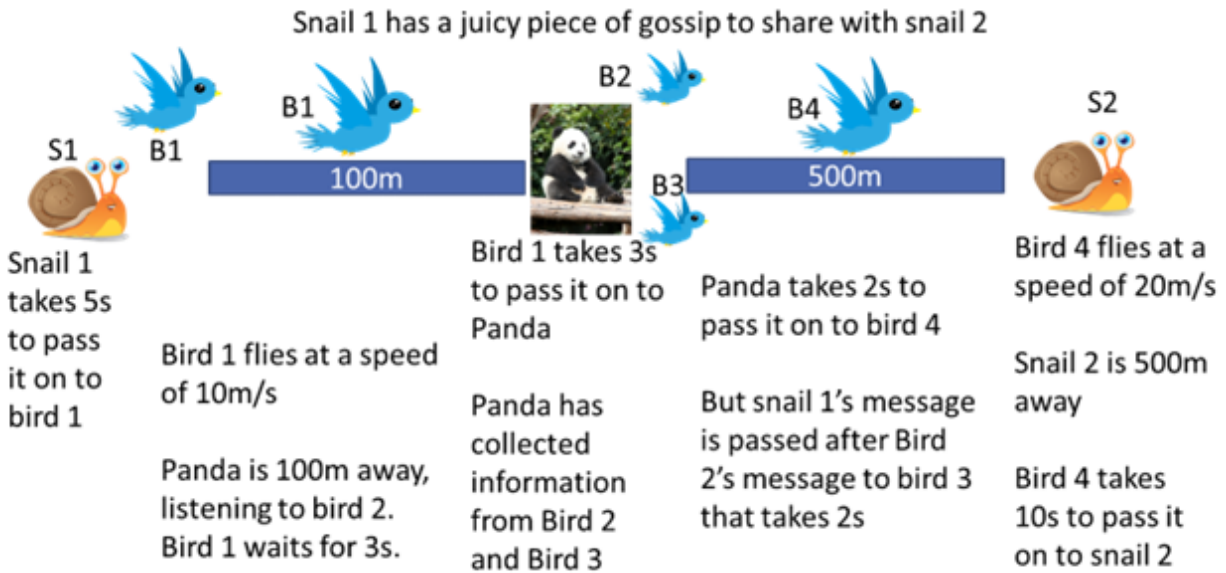 Snail 1 has a juicy piece of gossip to share with snail 2
B1
B1
B2
B4
S2
S1
B3
100m
500m
Snail 1
takes 5s
to pass
it on to
bird 1
Bird 1 flies at a speed
of 10m/s
Panda is 100m away,
listening to bird 2.
Bird 1 waits for 3s.
Bird 1 takes 3s
to pass it on to
Panda
Panda has
collected
information
from Bird 2
and Bird 3
Panda takes 2s to
pass it on to bird 4
But snail 1’s message
is passed after Bird
2’s message to bird 3
that takes 2s
Bird 4 flies at a
speed of 20m/s
Snail 2 is 500m
away
Bird 4 takes
10s to pass it
on to snail 2